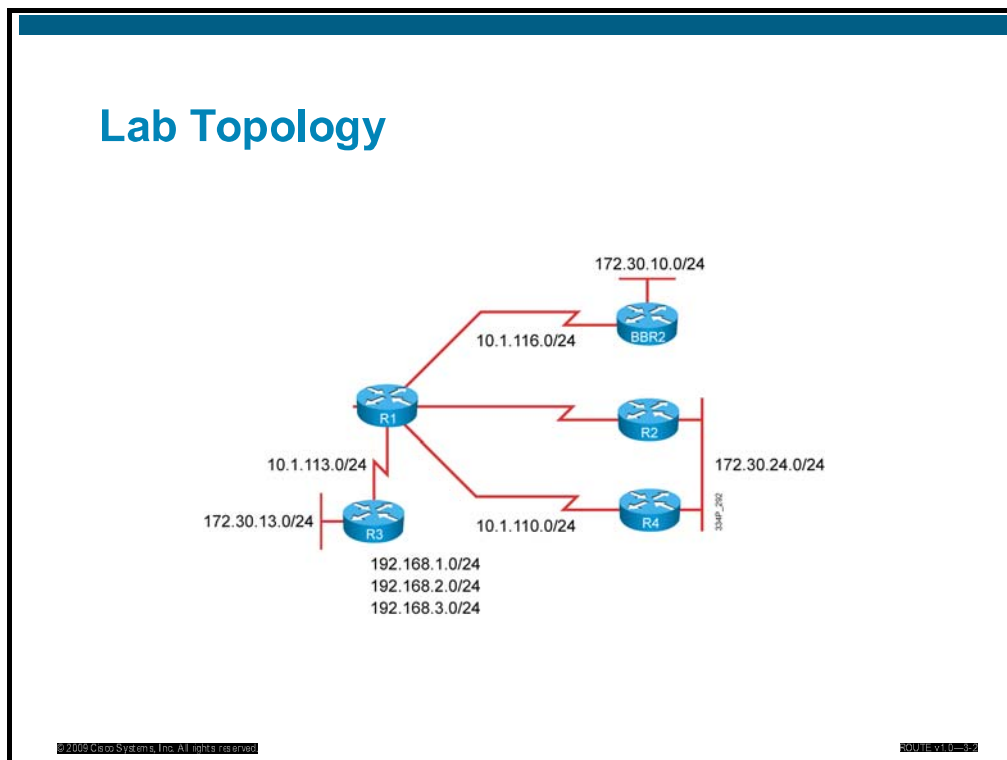 Lab Topology
172.30.10.0/24
10.1.116.0/24
BBR2
R1
R2
10.1.113.0/24
172.30.24.0/24
172.30.13.0/24
R3
10.1.110.0/24
R4
334P_292
192.168.1.0/24
192.168.2.0/24
192.168.3.0/24
© 2009 Cisco Systems, Inc. All rights reserved.
ROUTE v1.0—3-2